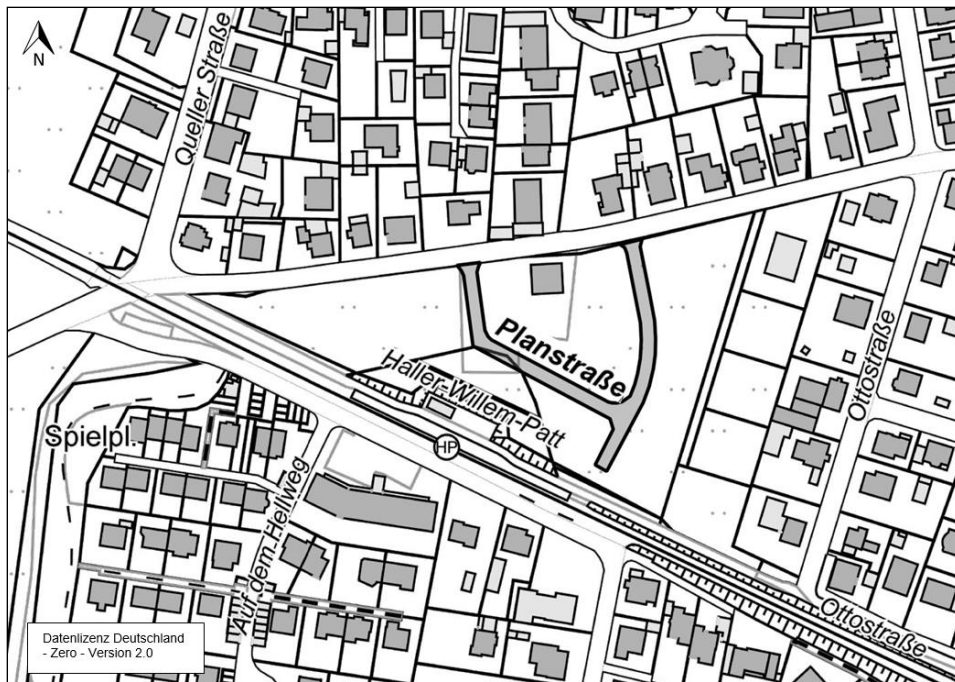 N
Queller Straße
Planstraße
Haller-Willem-Patt
Ottostraße
Spielpl.
HP
Auf dem Hellweg
Ottostraße
Datenlizenz Deutschland
- Zero - Version 2.0